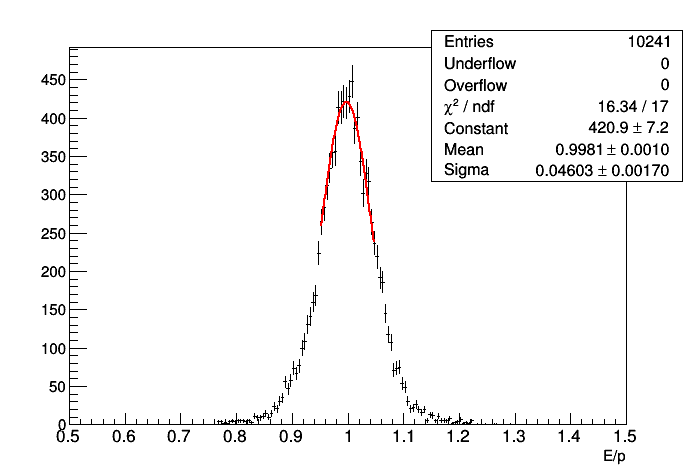 Entries 10241
Underflow 0
Overflow 0
χ² / ndf 16.34 / 17
Constant 420.9 ± 7.2
Mean 0.9981 ± 0.0010
Sigma 0.04603 ± 0.00170
450
400
350
300
250
200
150
100
50
0
0.5 0.6 0.7 0.8 0.9 1 1.1 1.2 1.3 1.4 1.5
E/p